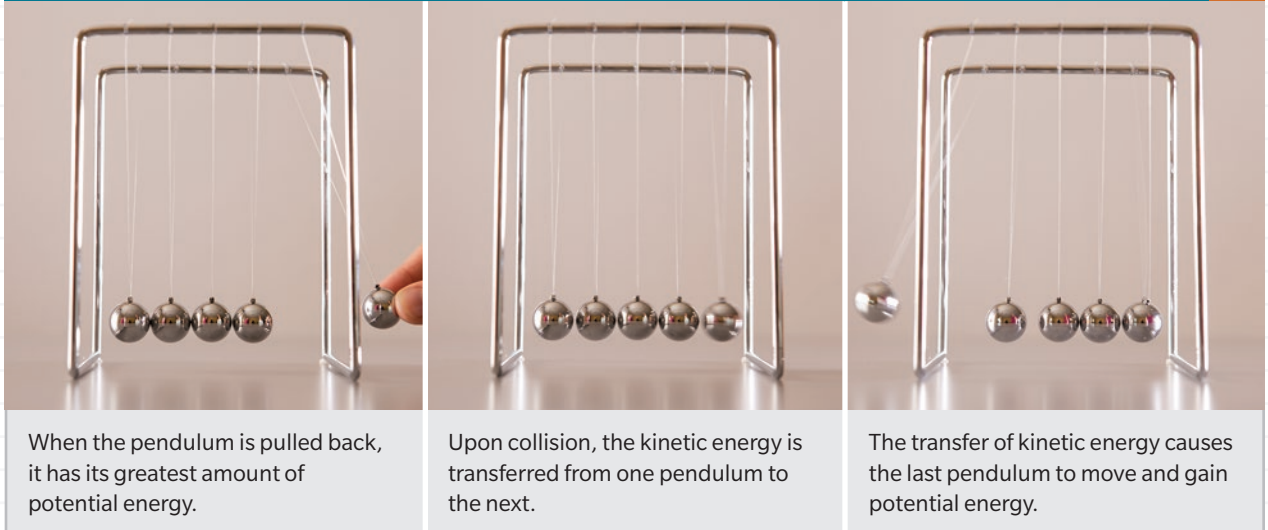 When the pendulum is pulled back,
it has its greatest amount of
potential energy.
Upon collision, the kinetic energy is
transferred from one pendulum to
the next.
The transfer of kinetic energy causes
the last pendulum to move and gain
potential energy.